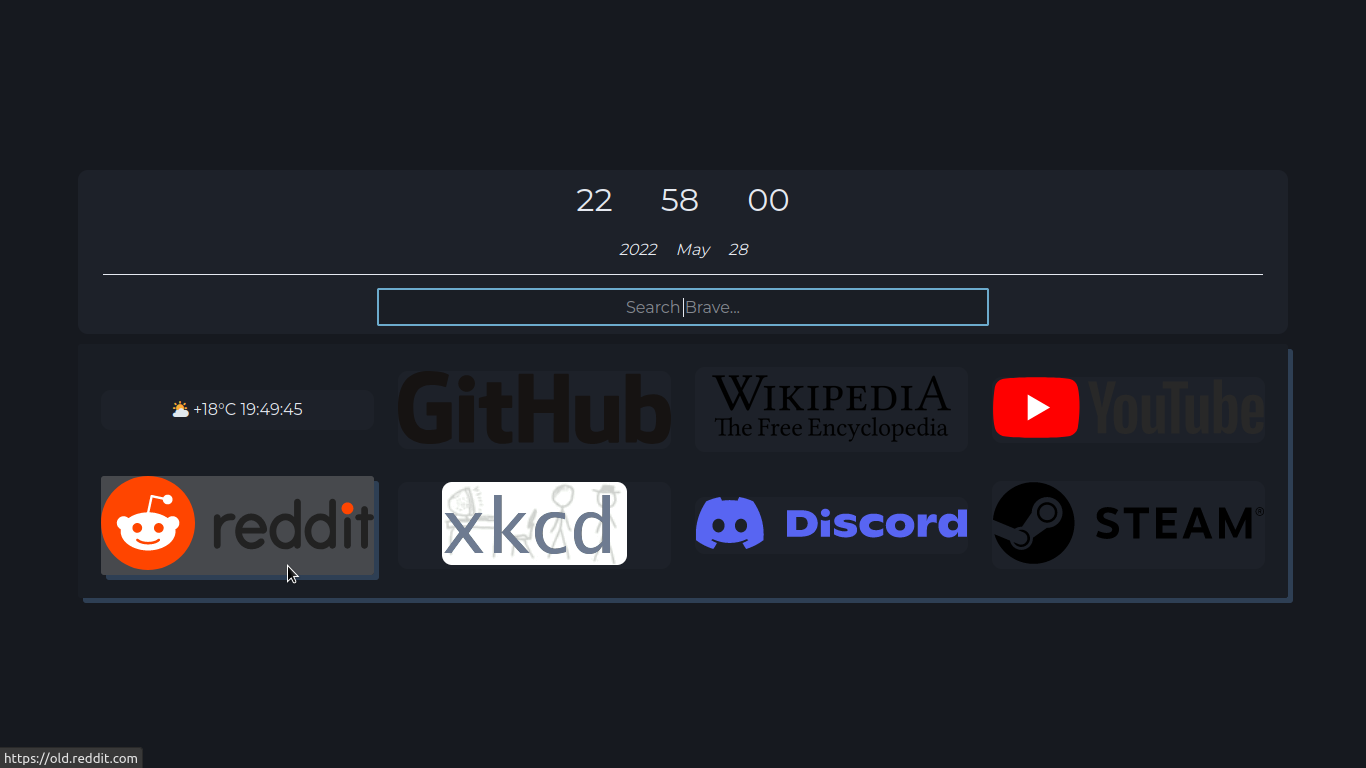 22 58 00
2022 May 28
Search Brave...
+18°C 19:49:45
GitHub
WIKIPEDIA
The Free Encyclopedia
YouTube
reddit
xkcd
Discord
STEAM®
https://old.reddit.com